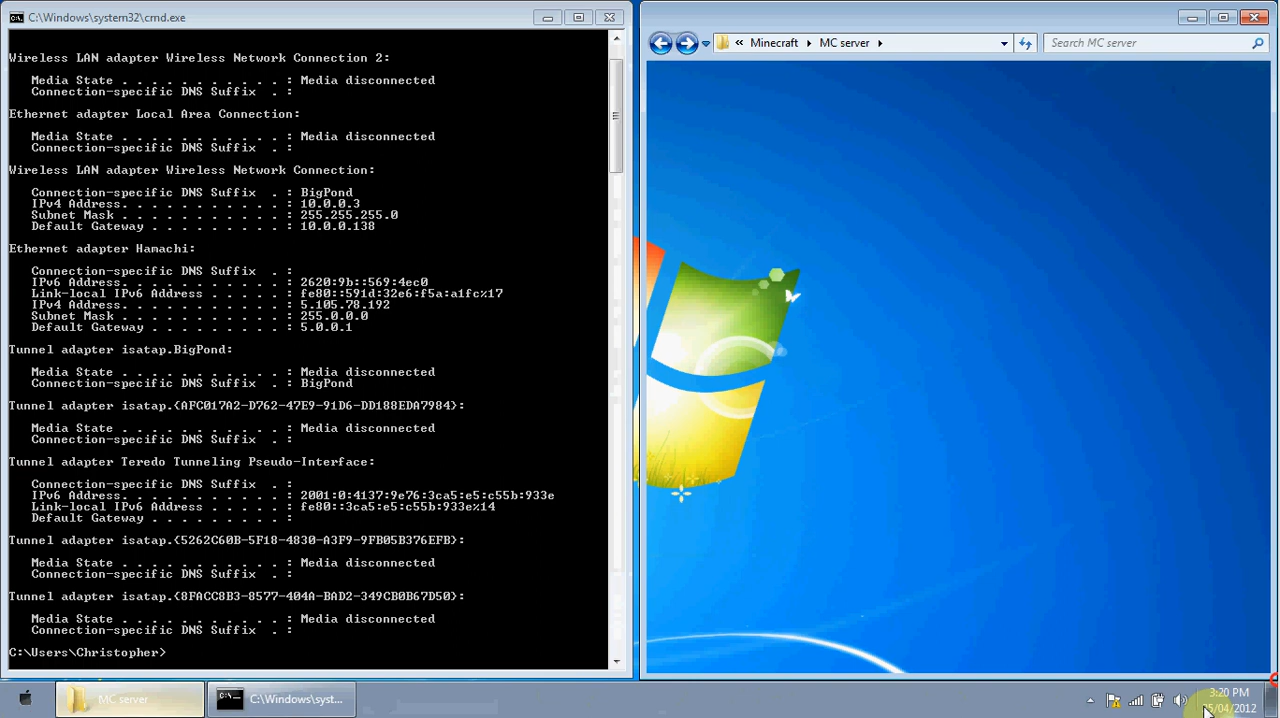 C:\Windows\system32\cmd.exe
Wireless LAN adapter Wireless Network Connection 2:
Media State . . . . . . . . . . . : Media disconnected
Connection-specific DNS Suffix  . :
Ethernet adapter Local Area Connection:
Media State . . . . . . . . . . . : Media disconnected
Connection-specific DNS Suffix  . :
Wireless LAN adapter Wireless Network Connection:
Connection-specific DNS Suffix  . : BigPond
IPv4 Address. . . . . . . . . . . : 10.0.0.3
Subnet Mask . . . . . . . . . . . : 255.255.255.0
Default Gateway . . . . . . . . . : 10.0.0.138
Ethernet adapter Hamachi:
Connection-specific DNS Suffix  . :
IPv6 Address. . . . . . . . . . . : 2620:9b::569:4ec0
Link-local IPv6 Address . . . . . : fe80::591d:32e6:f5a:a1fc%17
IPv4 Address. . . . . . . . . . . : 5.105.78.192
Subnet Mask . . . . . . . . . . . : 255.0.0.0
Default Gateway . . . . . . . . . : 5.0.0.1
Tunnel adapter isatap.BigPond:
Media State . . . . . . . . . . . : Media disconnected
Connection-specific DNS Suffix  . : BigPond
Tunnel adapter isatap.{AFC017A2-D762-47E9-91D6-DD188EDA7984}:
Media State . . . . . . . . . . . : Media disconnected
Connection-specific DNS Suffix  . :
Tunnel adapter Teredo Tunneling Pseudo-Interface:
Connection-specific DNS Suffix  . :
IPv6 Address. . . . . . . . . . . : 2001:0:4137:9e76:3ca5:e5:c55b:933e
Link-local IPv6 Address . . . . . : fe80::3ca5:e5:c55b:933e%14
Default Gateway . . . . . . . . . :
Tunnel adapter isatap.{5262C60B-5F18-4830-A3F9-9FB05B376EFB}:
Media State . . . . . . . . . . . : Media disconnected
Connection-specific DNS Suffix  . :
Tunnel adapter isatap.{8FACC8B3-8577-404A-BAD2-349CB0B67D50}:
Media State . . . . . . . . . . . : Media disconnected
Connection-specific DNS Suffix  . :
C:\Users\Christopher>
« Minecraft ▸ MC server ▸
Search MC server
MC server
C:\Windows\syst...
3:20 PM
25/04/2012